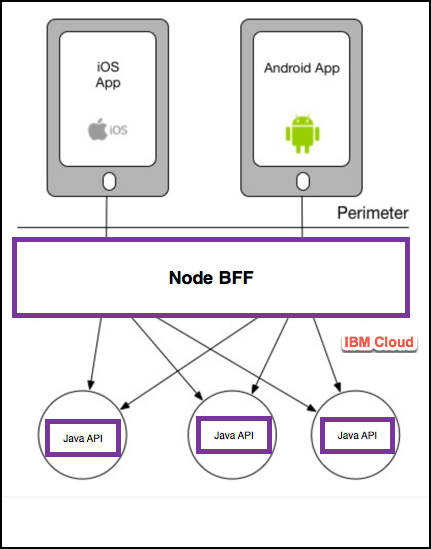 iOS
App
iOS
Android App
Perimeter
Node BFF
IBM Cloud
Java API
Java API
Java API